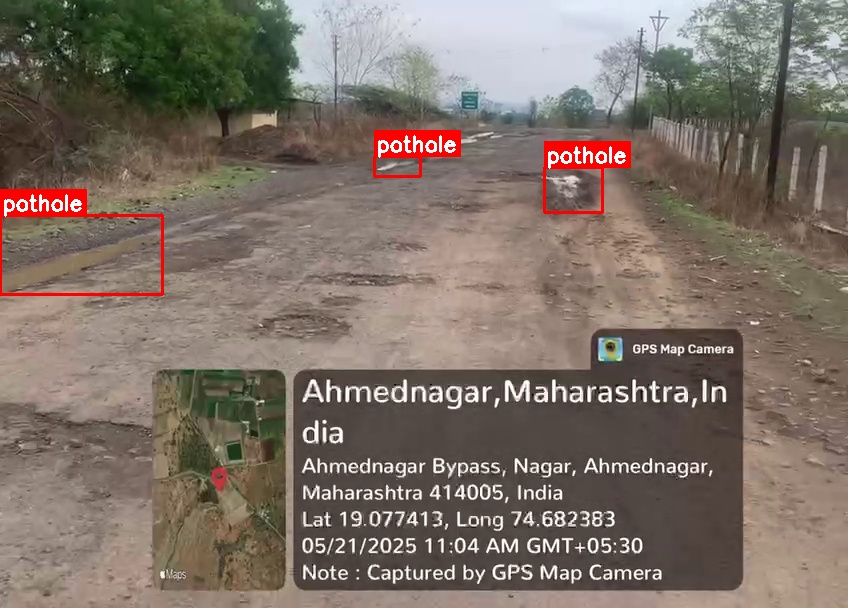 pothole
pothole
pothole
GPS Map Camera
Ahmednagar,Maharashtra,In
dia
Ahmednagar Bypass, Nagar, Ahmednagar,
Maharashtra 414005, India
Lat 19.077413, Long 74.682383
05/21/2025 11:04 AM GMT+05:30
Note : Captured by GPS Map Camera
Maps